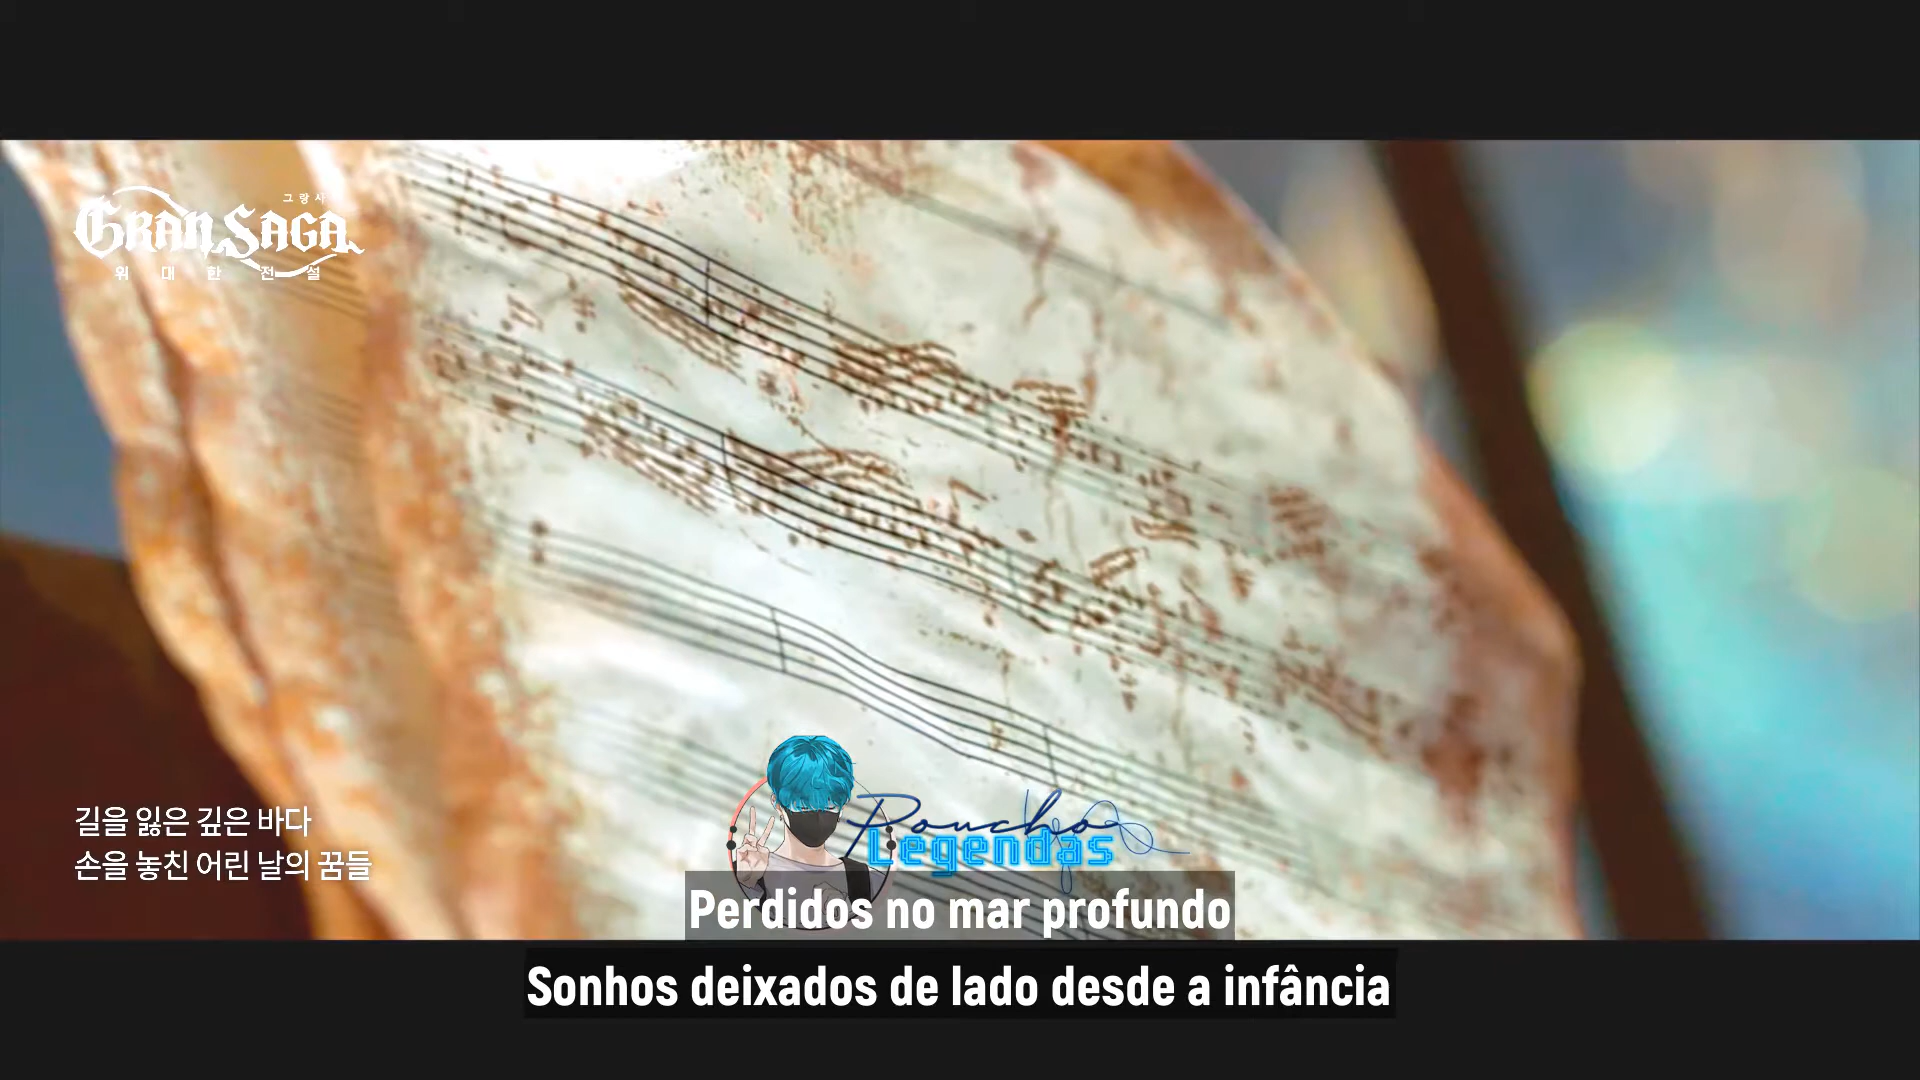 그랑사
GRAN SAGA
위대한 전설
길을 잃은 깊은 바다
손을 놓친 어린 날의 꿈들
Poucho
Legendas
Perdidos no mar profundo
Sonhos deixados de lado desde a infância